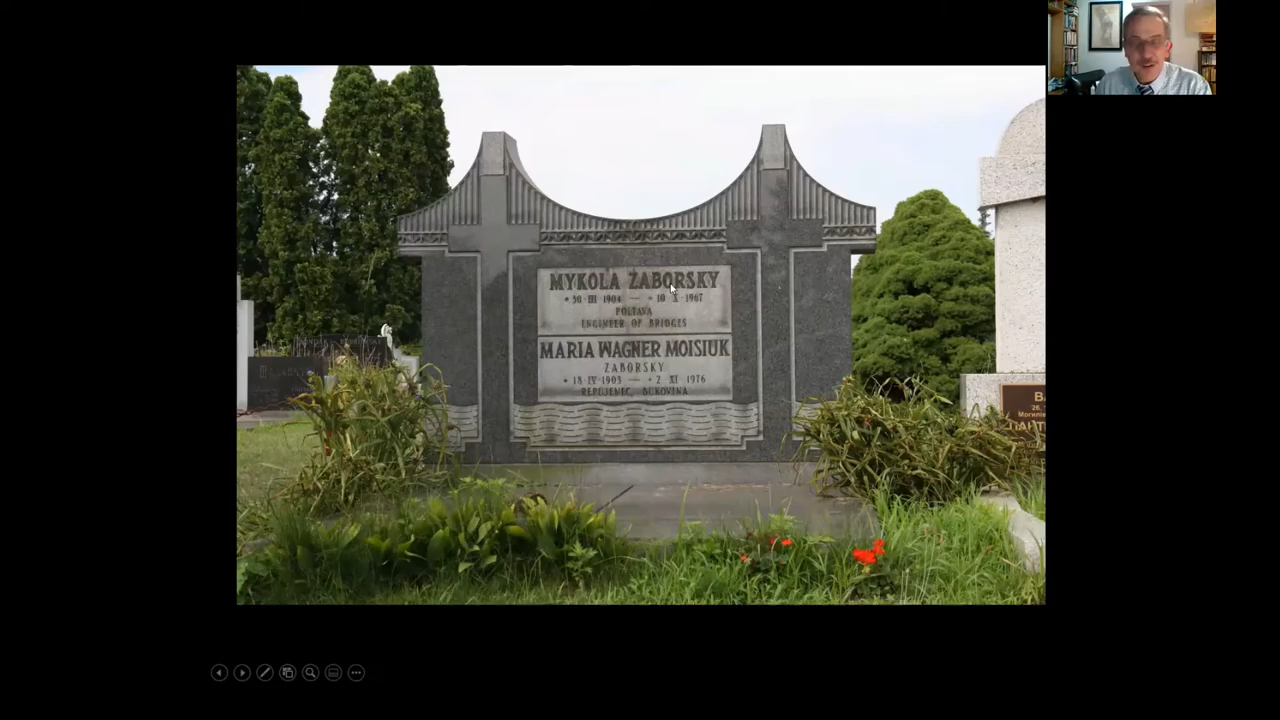 MYKOLA ZABORSKY
• 30 III 1904 — + 10 X 1967
POLTAVA
ENGINEER OF BRIDGES
MARIA WAGNER MOISIUK
ZABORSKY
• 18 IV 1903 — + 2 XI 1976
REPUJENEC, BUKOVINA
26.